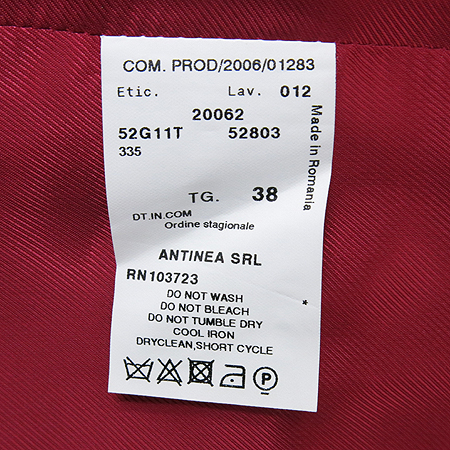 COM. PROD/2006/01283
Etic. Lav. 012
20062
52G11T 52803
335
Made in Romania
TG. 38
DT.IN.COM
Ordine stagionale
ANTINEA SRL
RN103723
DO NOT WASH
DO NOT BLEACH
DO NOT TUMBLE DRY
COOL IRON
DRYCLEAN,SHORT CYCLE
*
P